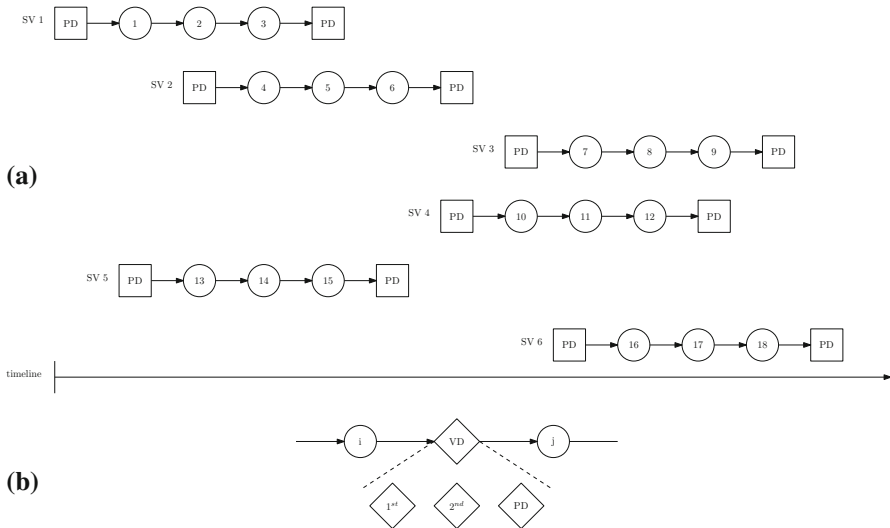 SV 1 PD 1 2 3 PD
SV 2 PD 4 5 6 PD
SV 3 PD 7 8 9 PD
(a)
SV 4 PD 10 11 12 PD
SV 5 PD 13 14 15 PD
SV 6 PD 16 17 18 PD
timeline
i VD j
(b)
1st 2nd PD